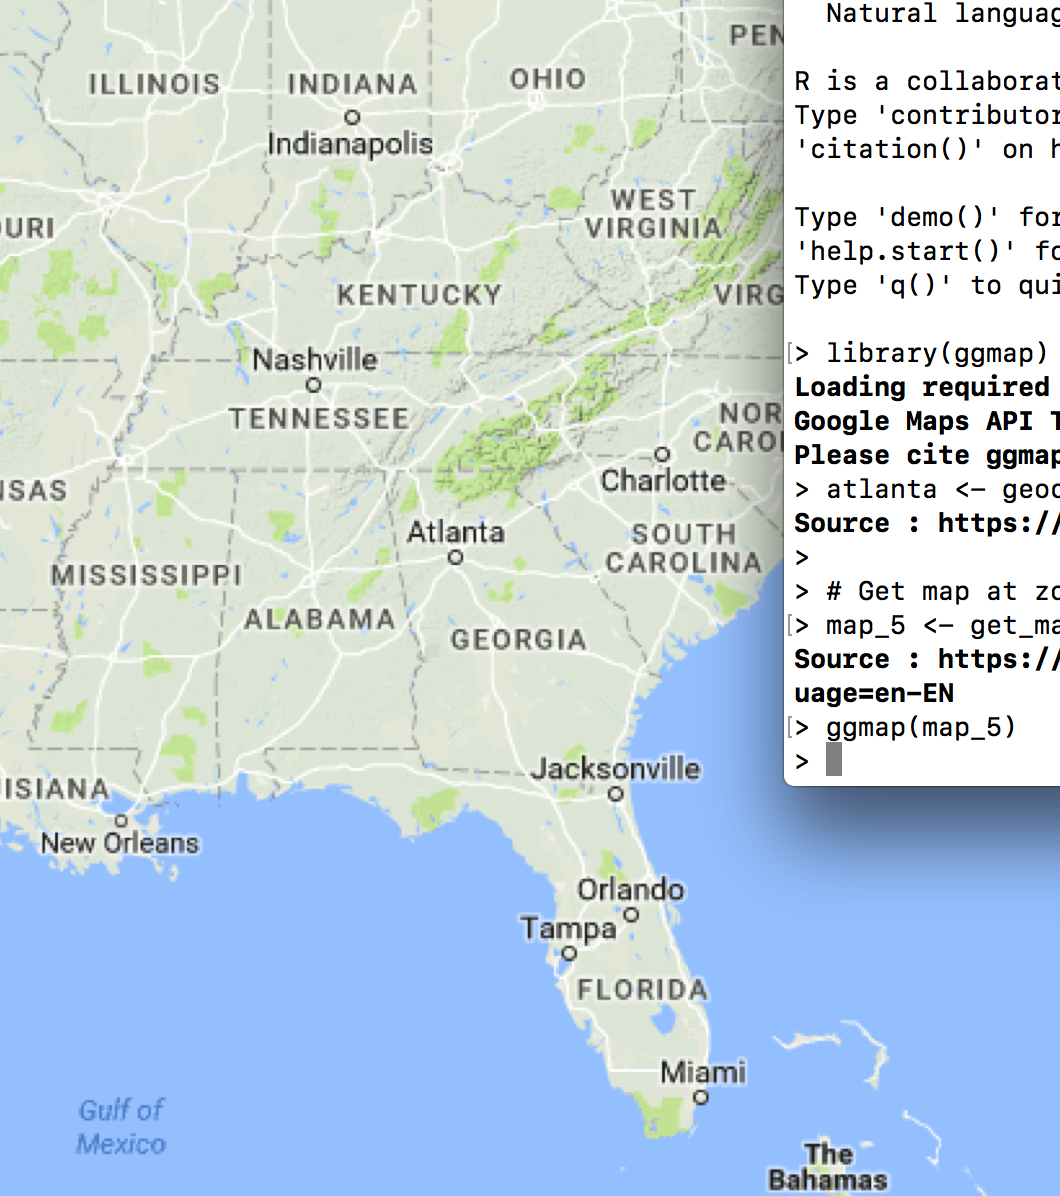 PEN
ILLINOIS
INDIANA
OHIO
Indianapolis
WEST
VIRGINIA
URI
KENTUCKY
VIRG
Nashville
TENNESSEE
NOR
CARO
Charlotte
SAS
Atlanta
SOUTH
CAROLINA
MISSISSIPPI
ALABAMA
GEORGIA
Jacksonville
ISIANA
New Orleans
Orlando
Tampa
FLORIDA
Miami
Gulf of
Mexico
The
Bahamas
Natural languag
R is a collaborat
Type 'contributor
'citation()' on h
Type 'demo()' for
'help.start()' fo
Type 'q()' to qui
[> library(ggmap)
Loading required
Google Maps API T
Please cite ggmap
> atlanta <- geoc
Source : https://
>
> # Get map at zo
[> map_5 <- get_ma
Source : https://
uage=en-EN
[> ggmap(map_5)
>